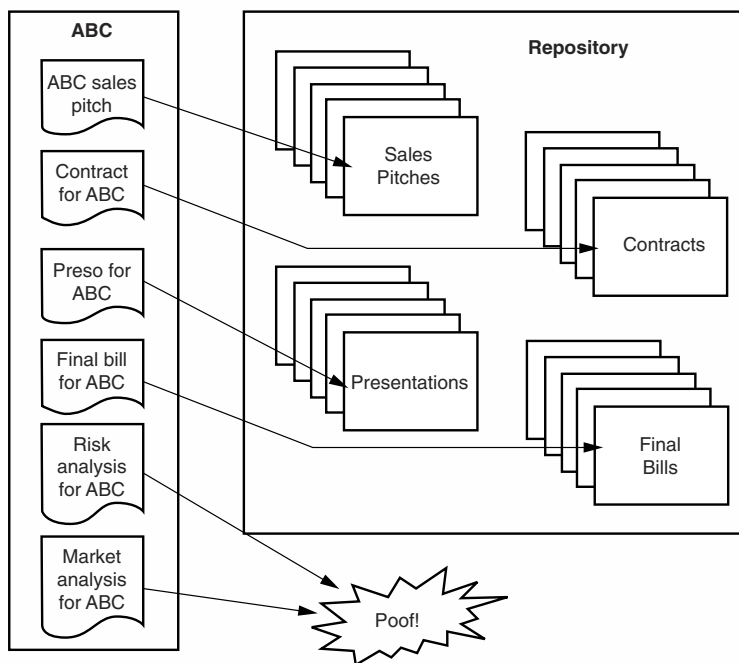 ABC
ABC sales
pitch
Contract
for ABC
Preso for
ABC
Final bill
for ABC
Risk
analysis
for ABC
Market
analysis
for ABC
Repository
Sales
Pitches
Contracts
Presentations
Final
Bills
Poof!